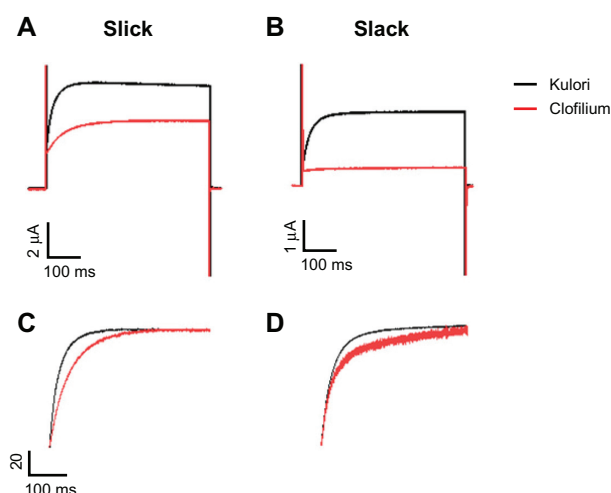 A Slick
B Slack
Kulori
Clofilium
2 µA
100 ms
1 µA
100 ms
C
D
20
100 ms